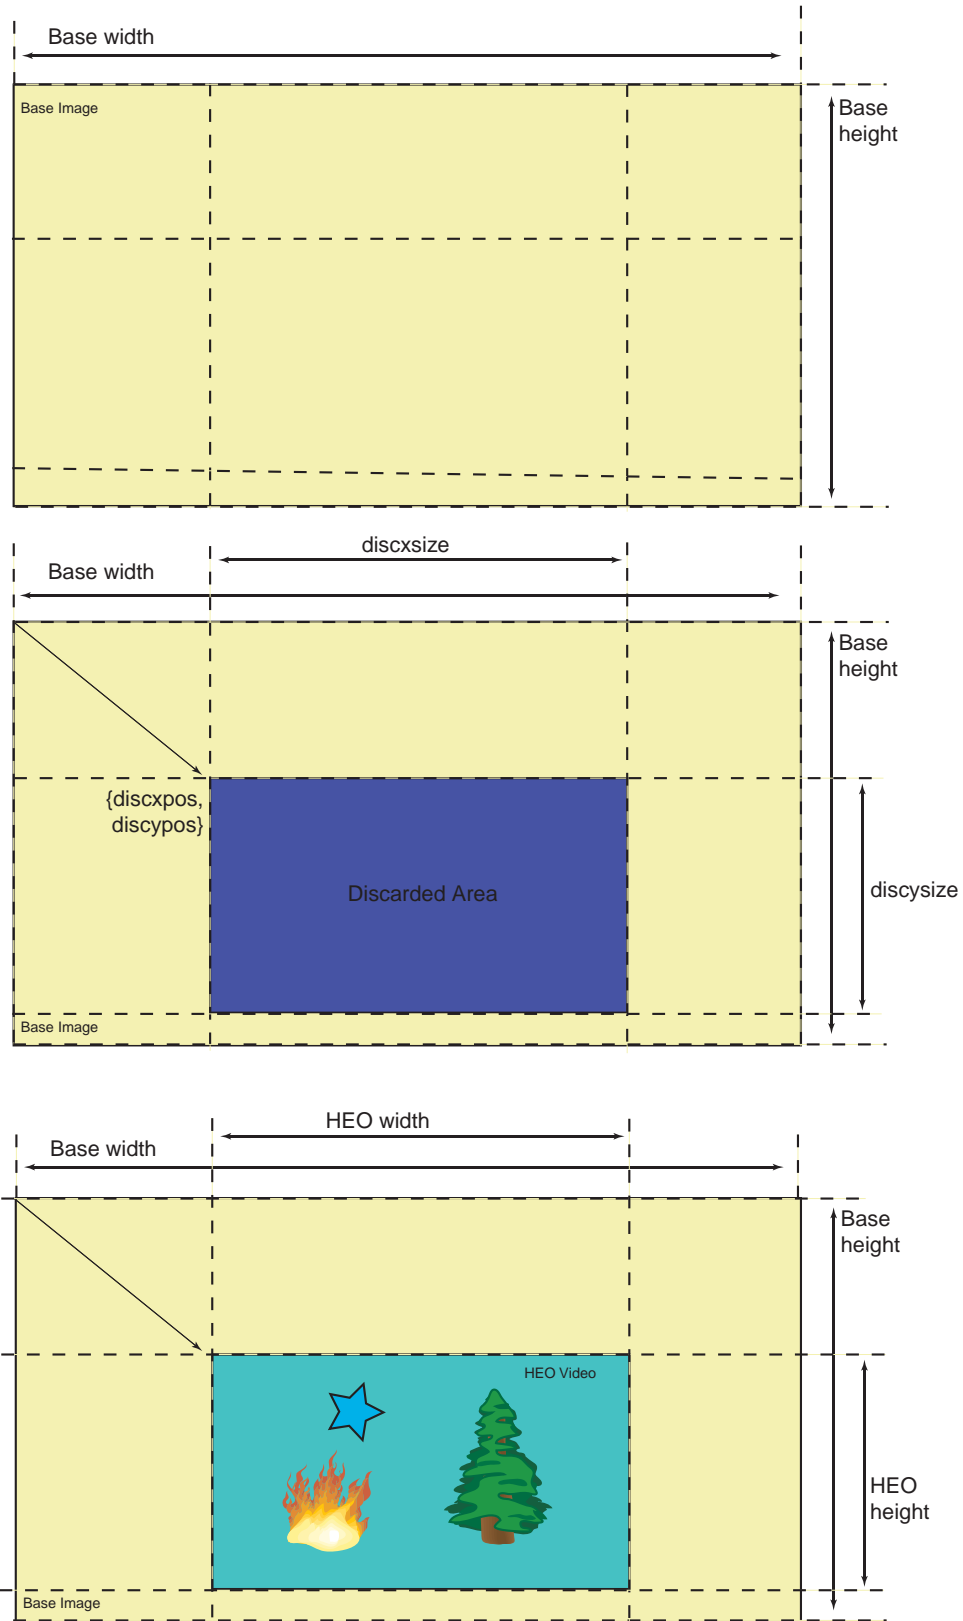 Base width
Base Image
Base
height
discxsize
Base width
Base
height
{discxpos,
discypos}
Discarded Area
discysize
Base Image
HEO width
Base width
Base
height
HEO Video
HEO
height
Base Image